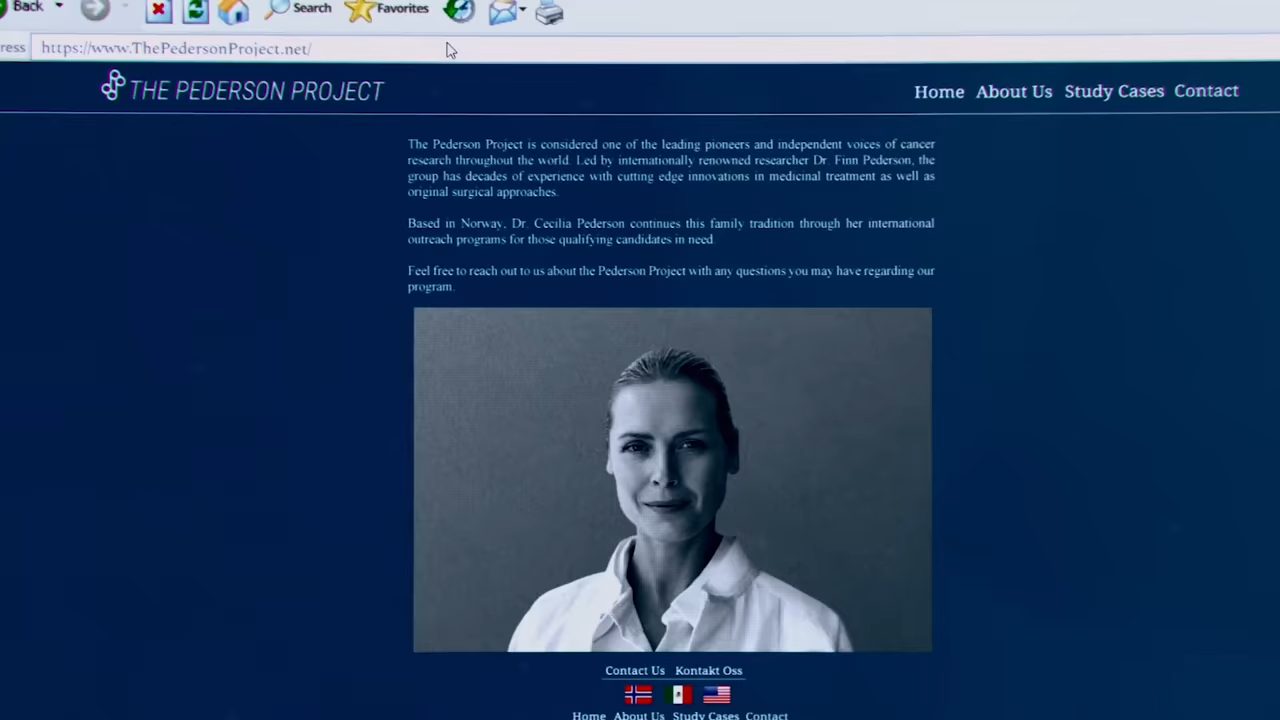 Back
Search
Favorites
ress
https://www.ThePedersonProject.net/
THE PEDERSON PROJECT
Home About Us Study Cases Contact
The Pederson Project is considered one of the leading pioneers and independent voices of cancer
research throughout the world. Led by internationally renowned researcher Dr. Finn Pederson, the
group has decades of experience with cutting edge innovations in medicinal treatment as well as
original surgical approaches.
Based in Norway, Dr. Cecilia Pederson continues this family tradition through her international
outreach programs for those qualifying candidates in need.
Feel free to reach out to us about the Pederson Project with any questions you may have regarding our
program.
Contact Us Kontakt Oss
Home About Us Study Cases Contact